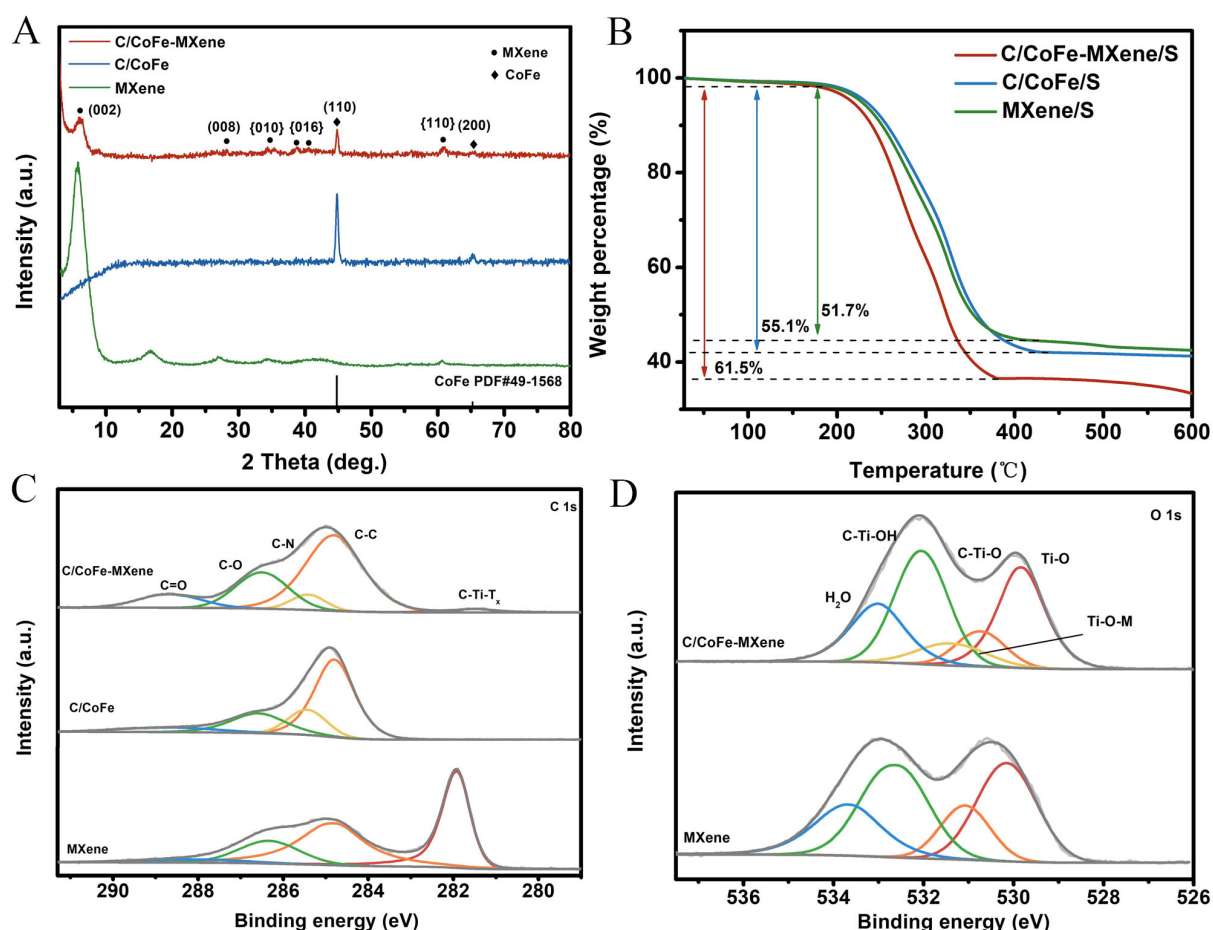 A
C/CoFe-MXene
C/CoFe
MXene
● MXene
◆ CoFe
(002)
(008)
{010}
{016}
(110)
{110}
(200)
CoFe PDF#49-1568
Intensity (a.u.)
10 20 30 40 50 60 70 80
2 Theta (deg.)
B
C/CoFe-MXene/S
C/CoFe/S
MXene/S
100
80
60
40
51.7%
55.1%
61.5%
Weight percentage (%)
100 200 300 400 500 600
Temperature (℃)
C
C 1s
C-C
C-N
C-O
C=O
C/CoFe-MXene
C-Ti-Tₓ
C/CoFe
MXene
Intensity (a.u.)
290 288 286 284 282 280
Binding energy (eV)
D
O 1s
C-Ti-OH
C-Ti-O
Ti-O
H₂O
Ti-O-M
C/CoFe-MXene
MXene
Intensity (a.u.)
536 534 532 530 528 526
Binding energy (eV)